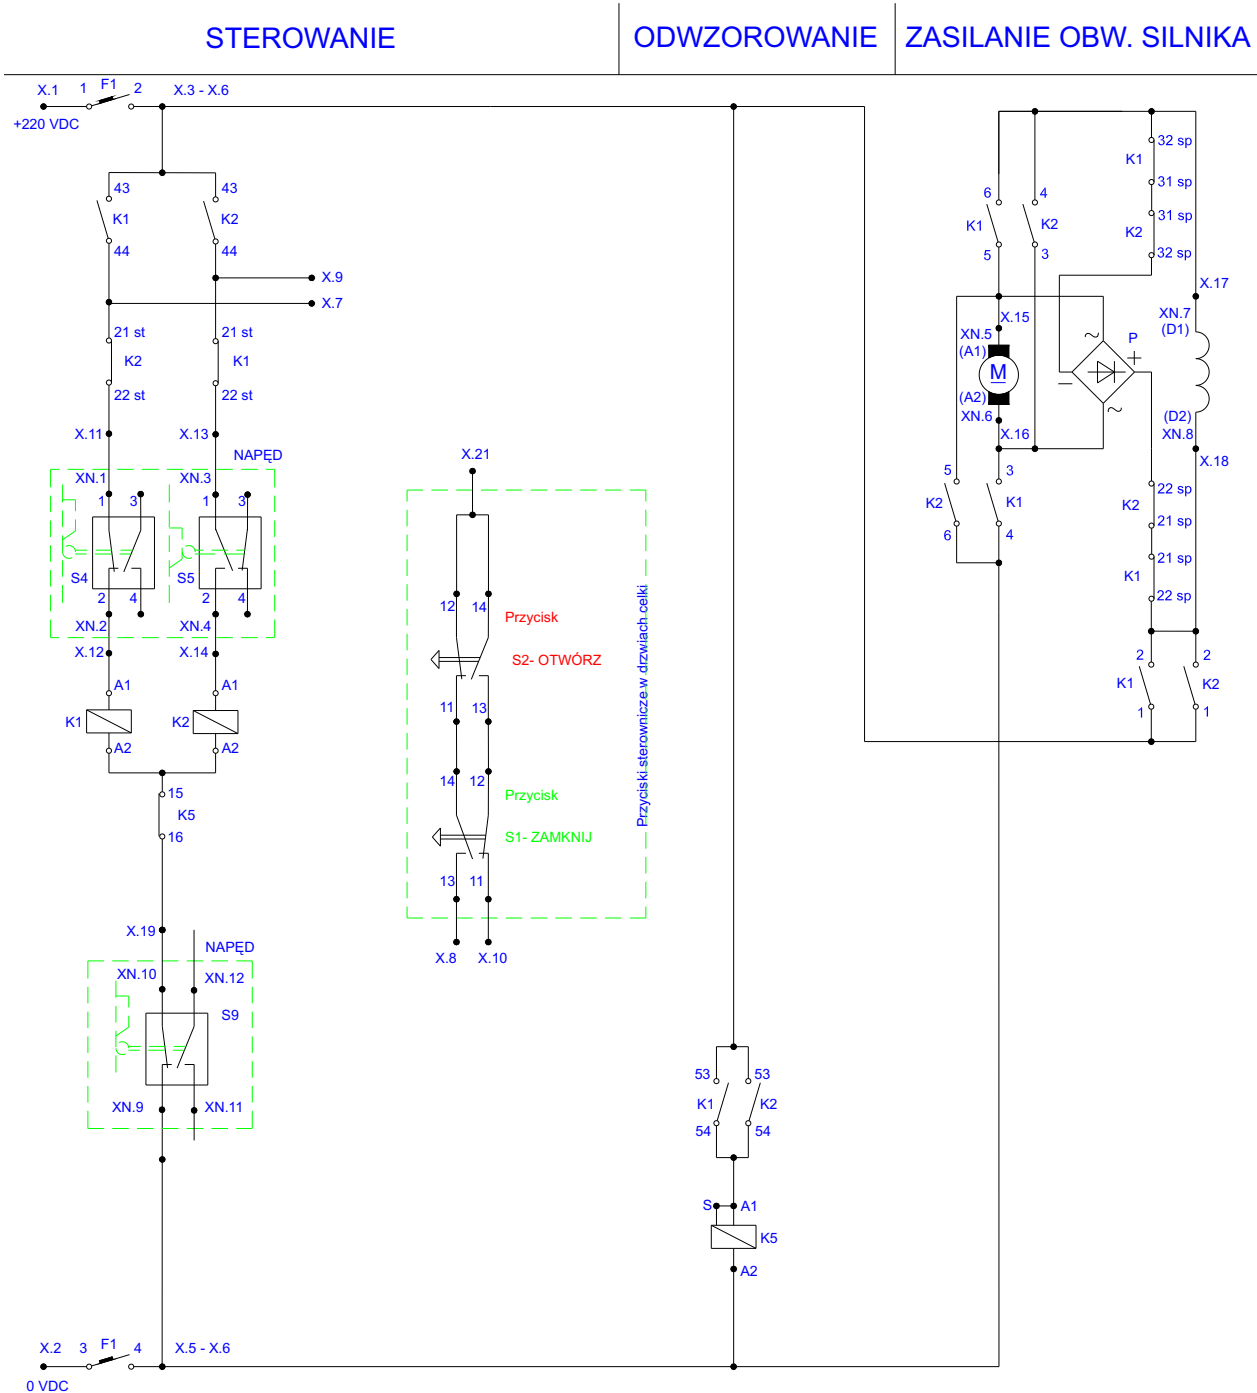 STEROWANIE
ODWZOROWANIE
ZASILANIE OBW. SILNIKA
X.1 1 F1 2 X.3 - X.6
+220 VDC
43 43
K1 K2
44 44
X.9
X.7
21 st 21 st
K2 K1
22 st 22 st
X.11 X.13
NAPĘD
XN.1 XN.3
1 3 1 3
S4 S5
2 4 2 4
XN.2 XN.4
X.12 X.14
A1 A1
K1 K2
A2 A2
15
K5
16
X.19
NAPĘD
XN.10 XN.12
S9
XN.9 XN.11
X.2 3 F1 4 X.5 - X.6
0 VDC
X.21
12 14
Przycisk
S2- OTWÓRZ
11 13
14 12
Przycisk
S1- ZAMKNIJ
13 11
X.8 X.10
Przyciski sterownicze w drzwiach celki
53 53
K1 K2
54 54
S A1
K5
A2
32 sp
K1
31 sp
6 4
31 sp
K1 K2
K2
5 3
32 sp
X.17
X.15
XN.7
(D1)
XN.5
(A1)
~ P
M
+
−
(A2)
XN.6
~
(D2)
XN.8
X.16
X.18
5 3
22 sp
K2 K1
K2
6 4
21 sp
21 sp
K1
22 sp
2 2
K1 K2
1 1